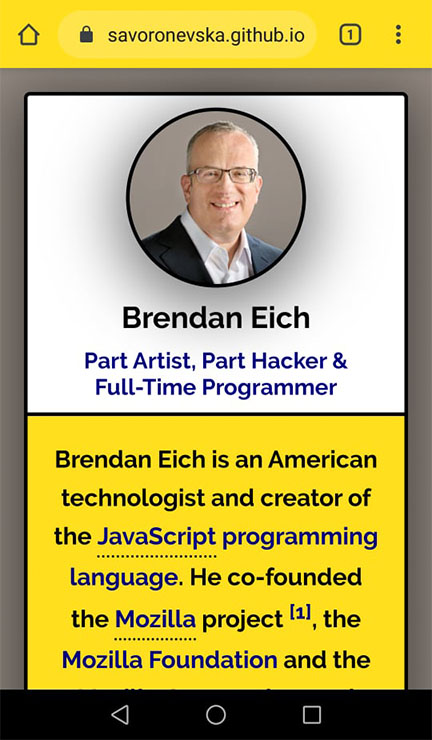 savoronevska.github.io
1
Brendan Eich
Part Artist, Part Hacker &
Full-Time Programmer
Brendan Eich is an American
technologist and creator of
the JavaScript programming
language. He co-founded
the Mozilla project [1], the
Mozilla Foundation and the